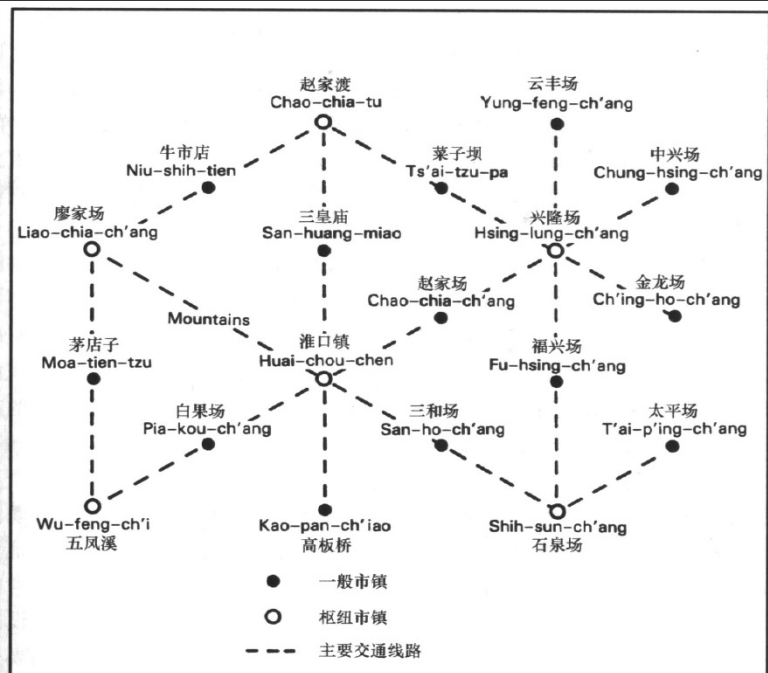 赵家渡
Chao-chia-tu
云丰场
Yung-feng-ch'ang
牛市店
Niu-shih-tien
菜子坝
Ts'ai-tzu-pa
中兴场
Chung-hsing-ch'ang
廖家场
Liao-chia-ch'ang
三皇庙
San-huang-miao
兴隆场
Hsing-lung-ch'ang
赵家场
Chao-chia-ch'ang
金龙场
Ch'ing-ho-ch'ang
Mountains
茅店子
Moa-tien-tzu
淮口镇
Huai-chou-chen
福兴场
Fu-hsing-ch'ang
白果场
Pia-kou-ch'ang
三和场
San-ho-ch'ang
太平场
T'ai-p'ing-ch'ang
Wu-feng-ch'i
五凤溪
Kao-pan-ch'iao
高板桥
Shih-sun-ch'ang
石泉场
一般市镇
枢纽市镇
主要交通线路